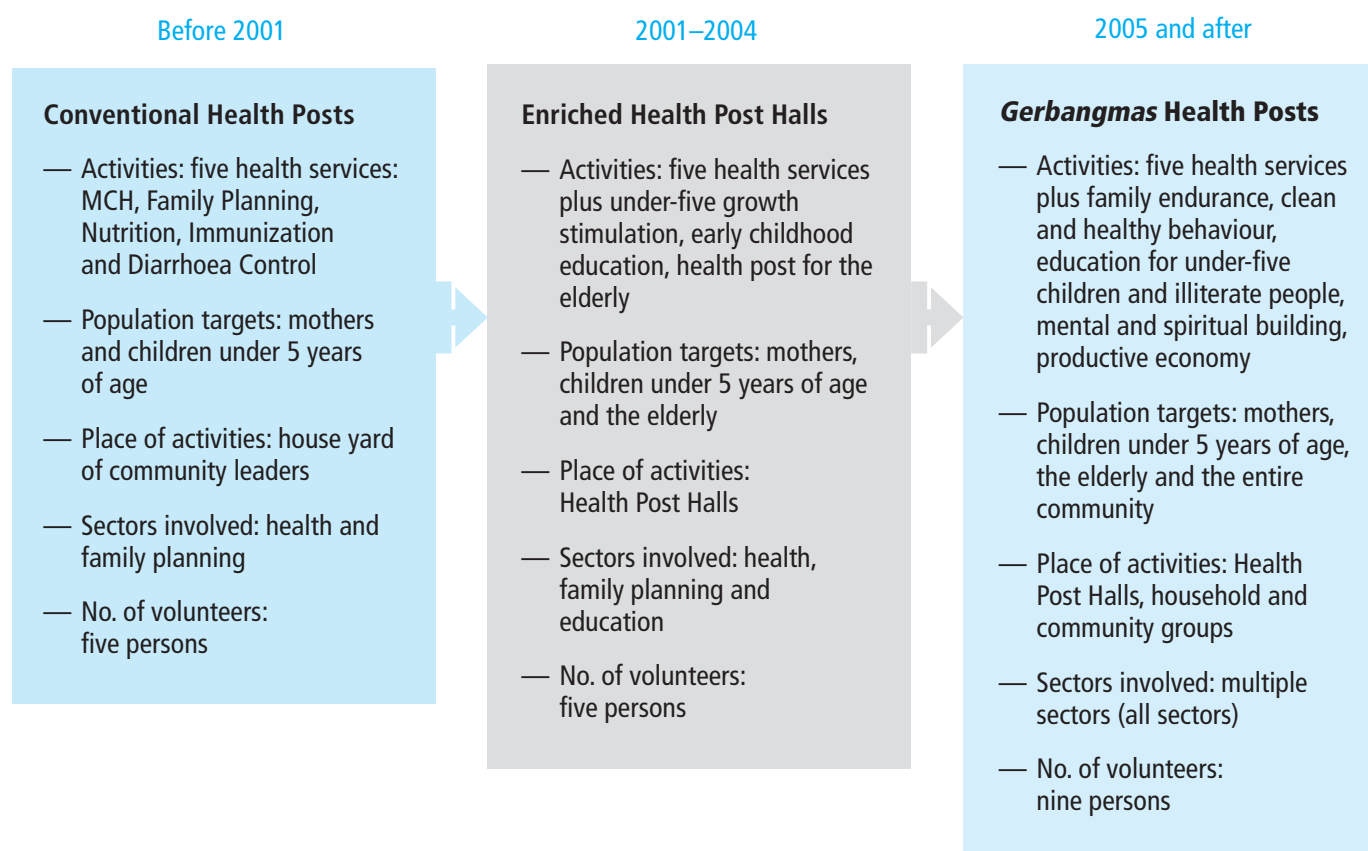 Before 2001
Conventional Health Posts
— Activities: five health services:
MCH, Family Planning,
Nutrition, Immunization
and Diarrhoea Control
— Population targets: mothers
and children under 5 years
of age
— Place of activities: house yard
of community leaders
— Sectors involved: health and
family planning
— No. of volunteers:
five persons
2001–2004
Enriched Health Post Halls
— Activities: five health services
plus under-five growth
stimulation, early childhood
education, health post for the
elderly
— Population targets: mothers,
children under 5 years of age
and the elderly
— Place of activities:
Health Post Halls
— Sectors involved: health,
family planning and
education
— No. of volunteers:
five persons
2005 and after
Gerbangmas Health Posts
— Activities: five health services
plus family endurance, clean
and healthy behaviour,
education for under-five
children and illiterate people,
mental and spiritual building,
productive economy
— Population targets: mothers,
children under 5 years of age,
the elderly and the entire
community
— Place of activities: Health
Post Halls, household and
community groups
— Sectors involved: multiple
sectors (all sectors)
— No. of volunteers:
nine persons